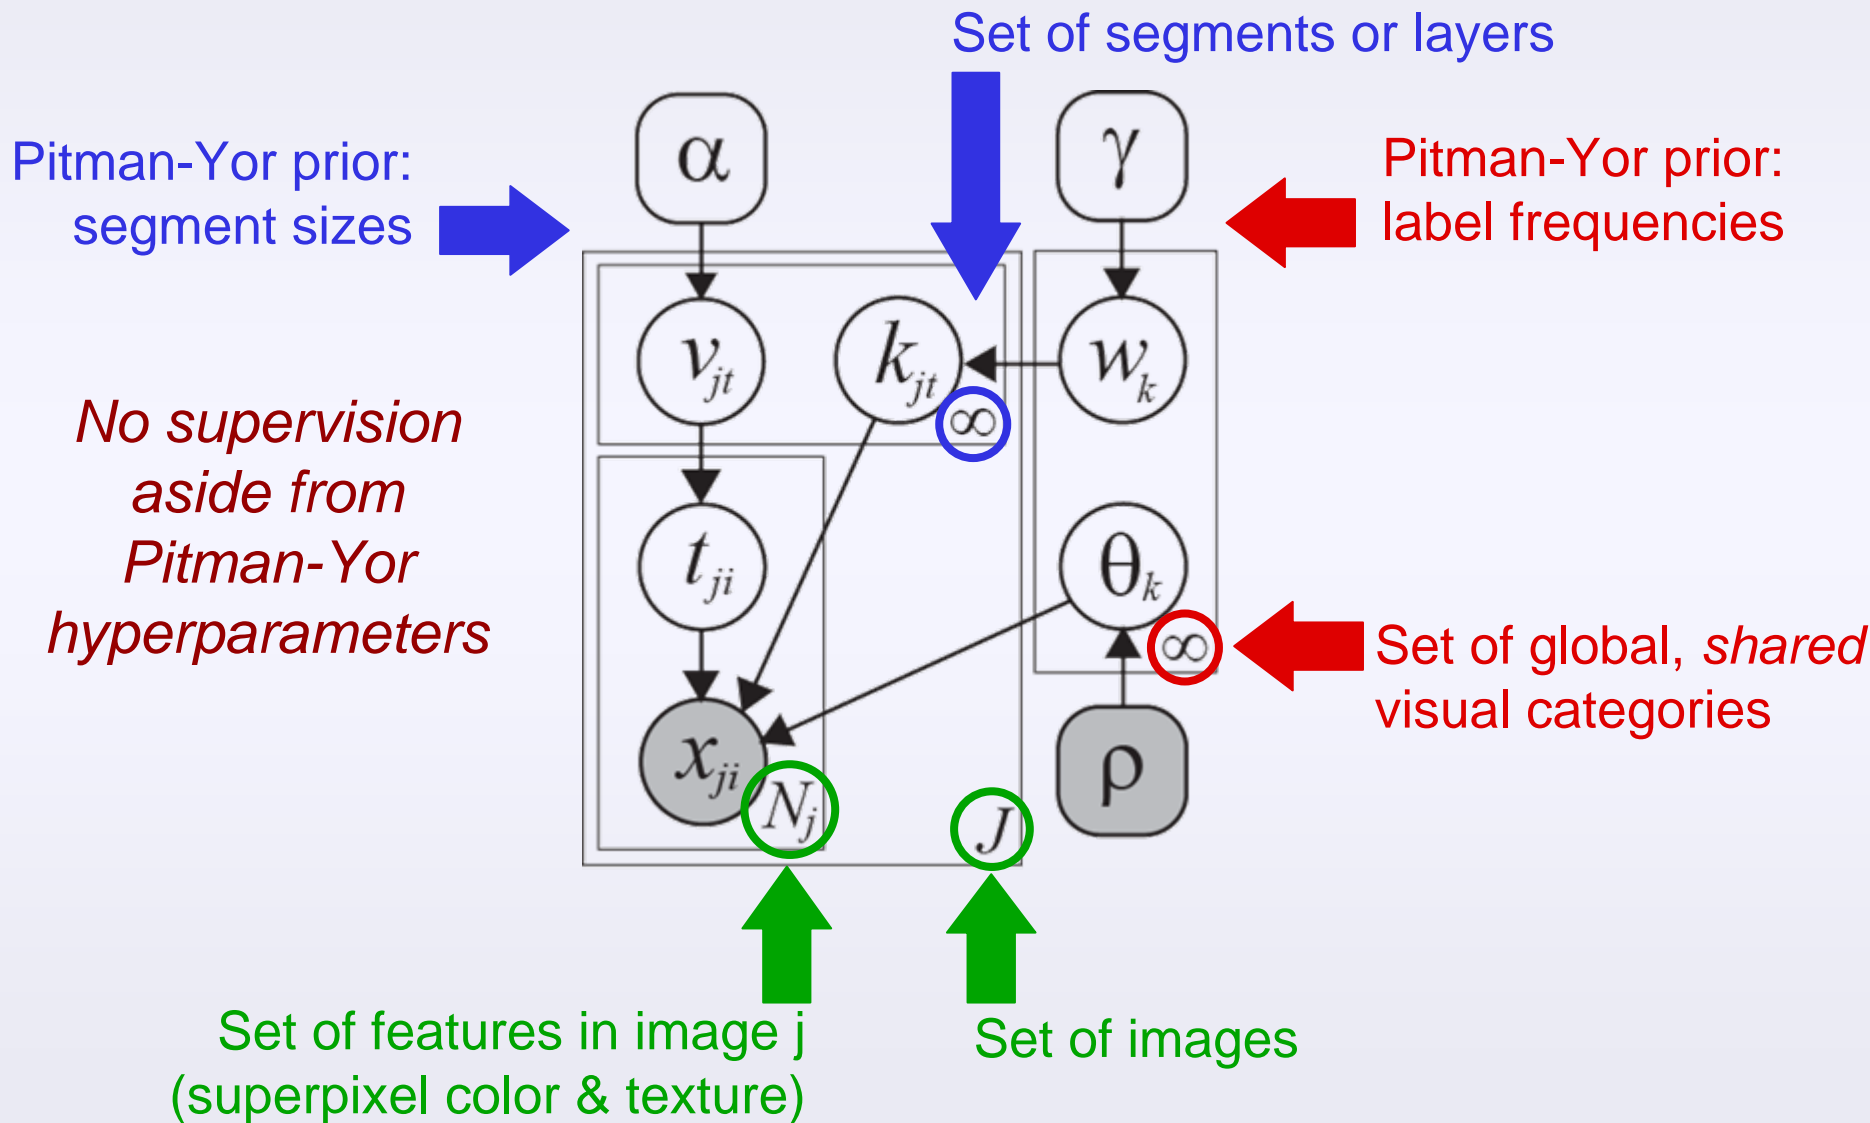 Set of segments or layers
Pitman-Yor prior:
segment sizes
α
γ
Pitman-Yor prior:
label frequencies
v_jt
k_jt
w_k
∞
No supervision
aside from
Pitman-Yor
hyperparameters
t_ji
θ_k
∞
Set of global, shared
visual categories
x_ji
N_j
J
ρ
Set of features in image j
(superpixel color & texture)
Set of images